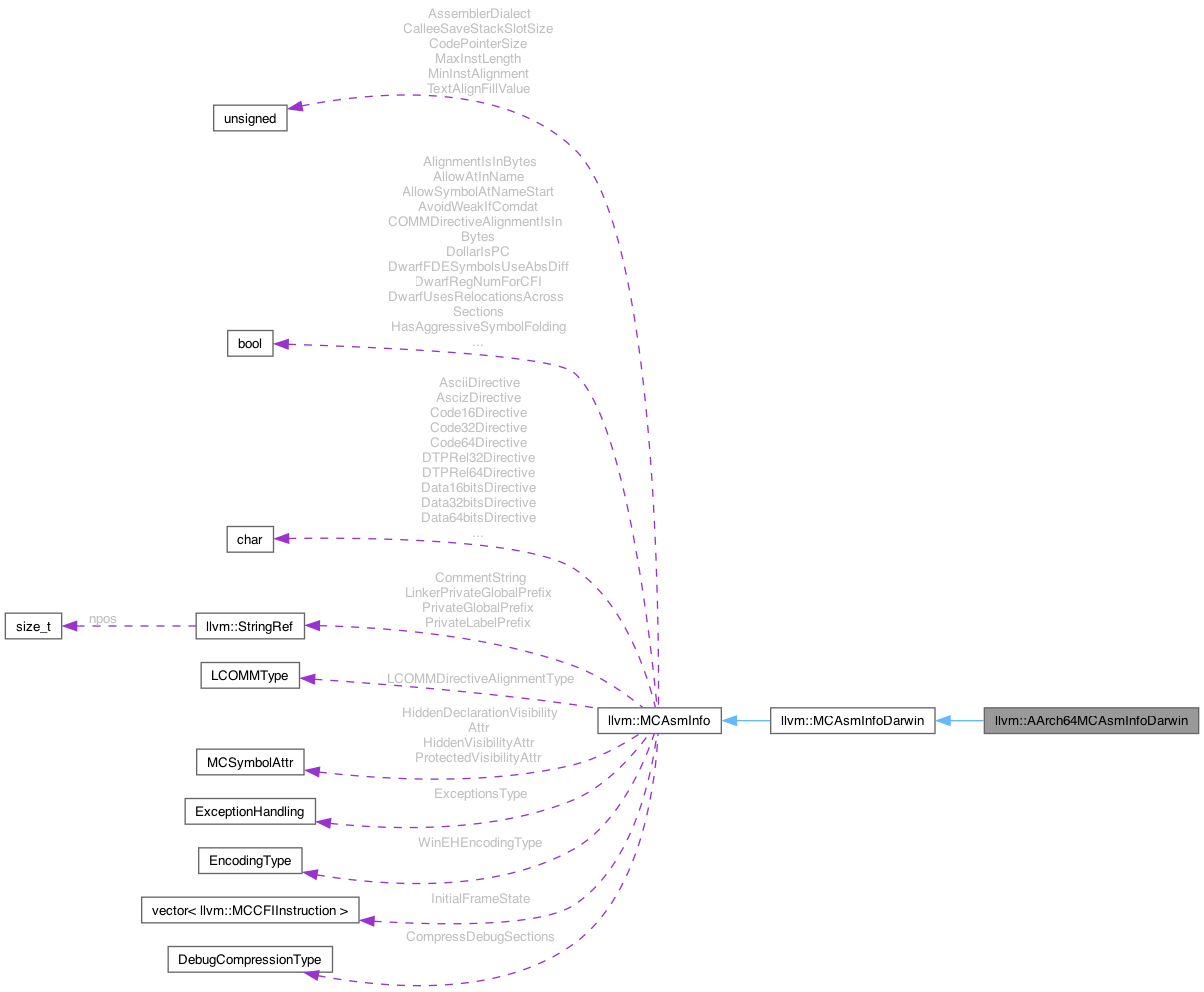 AssemblerDialect
CalleeSaveStackSlotSize
CodePointerSize
MaxInstLength
MinInstAlignment
TextAlignFillValue
unsigned
AlignmentIsInBytes
AllowAtInName
AllowSymbolAtNameStart
AvoidWeakIfComdat
COMMDirectiveAlignmentIsIn
Bytes
DollarIsPC
DwarfFDESymbolsUseAbsDiff
DwarfRegNumForCFI
DwarfUsesRelocationsAcross
Sections
HasAggressiveSymbolFolding
...
bool
AsciiDirective
AscizDirective
Code16Directive
Code32Directive
Code64Directive
DTPRel32Directive
DTPRel64Directive
Data16bitsDirective
Data32bitsDirective
Data64bitsDirective
...
char
CommentString
LinkerPrivateGlobalPrefix
PrivateGlobalPrefix
PrivateLabelPrefix
size_t
npos
llvm::StringRef
LCOMMType
LCOMMDirectiveAlignmentType
HiddenDeclarationVisibility
Attr
HiddenVisibilityAttr
ProtectedVisibilityAttr
llvm::MCAsmInfo
llvm::MCAsmInfoDarwin
llvm::AArch64MCAsmInfoDarwin
MCSymbolAttr
ExceptionsType
ExceptionHandling
WinEHEncodingType
EncodingType
InitialFrameState
vector< llvm::MCCFIInstruction >
CompressDebugSections
DebugCompressionType